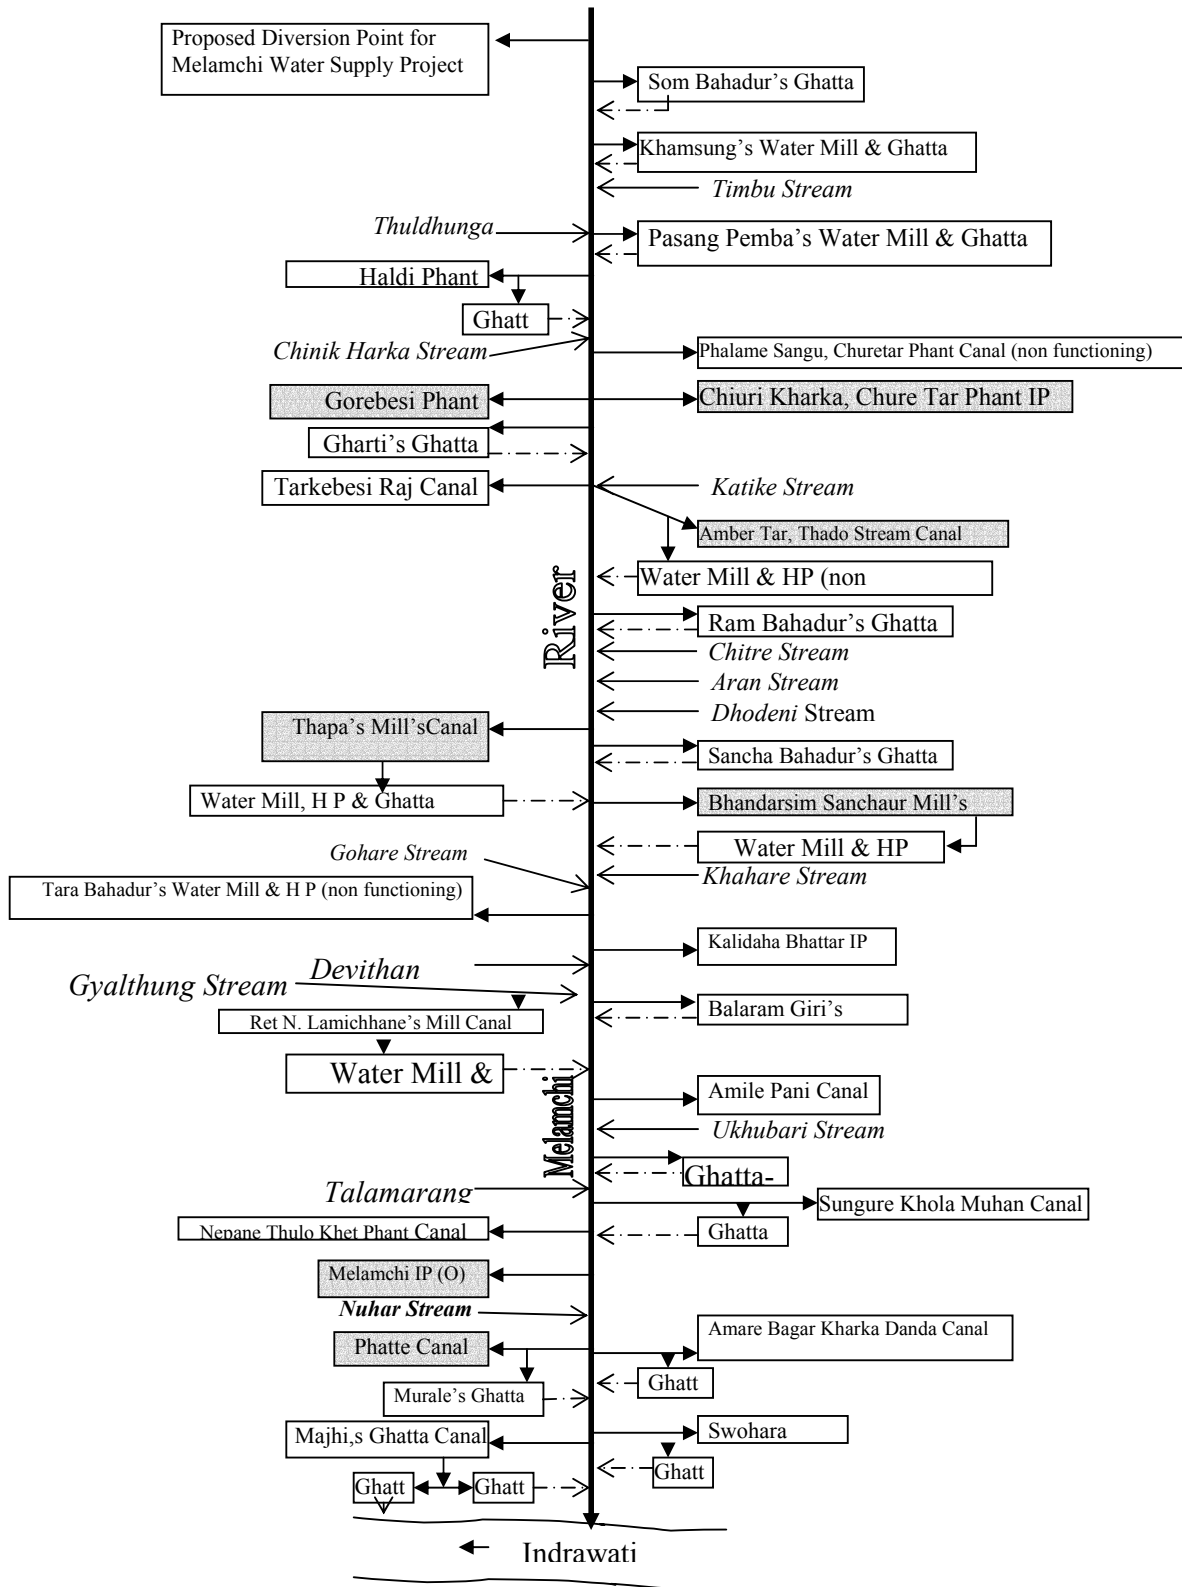 Proposed Diversion Point for
Melamchi Water Supply Project
Som Bahadur's Ghatta
Khamsung's Water Mill & Ghatta
Timbu Stream
Thuldhunga
Pasang Pemba's Water Mill & Ghatta
Haldi Phant
Ghatt
Chinik Harka Stream
Phalame Sangu, Churetar Phant Canal (non functioning)
Gorebesi Phant
Chiuri Kharka, Chure Tar Phant IP
Gharti's Ghatta
Tarkebesi Raj Canal
Katike Stream
Amber Tar, Thado Stream Canal
Water Mill & HP (non
River
Ram Bahadur's Ghatta
Chitre Stream
Aran Stream
Dhodeni Stream
Thapa's Mill'sCanal
Sancha Bahadur's Ghatta
Water Mill, H P & Ghatta
Bhandarsim Sanchaur Mill's
Water Mill & HP
Gohare Stream
Khahare Stream
Tara Bahadur's Water Mill & H P (non functioning)
Kalidaha Bhattar IP
Devithan
Gyalthung Stream
Balaram Giri's
Ret N. Lamichhane's Mill Canal
Water Mill &
Melamchi
Amile Pani Canal
Ukhubari Stream
Ghatta-
Talamarang
Sungure Khola Muhan Canal
Nepane Thulo Khet Phant Canal
Ghatta
Melamchi IP (O)
Nuhar Stream
Amare Bagar Kharka Danda Canal
Phatte Canal
Ghatt
Murale's Ghatta
Swohara
Majhi,s Ghatta Canal
Ghatt
Ghatt
Ghatt
Indrawati